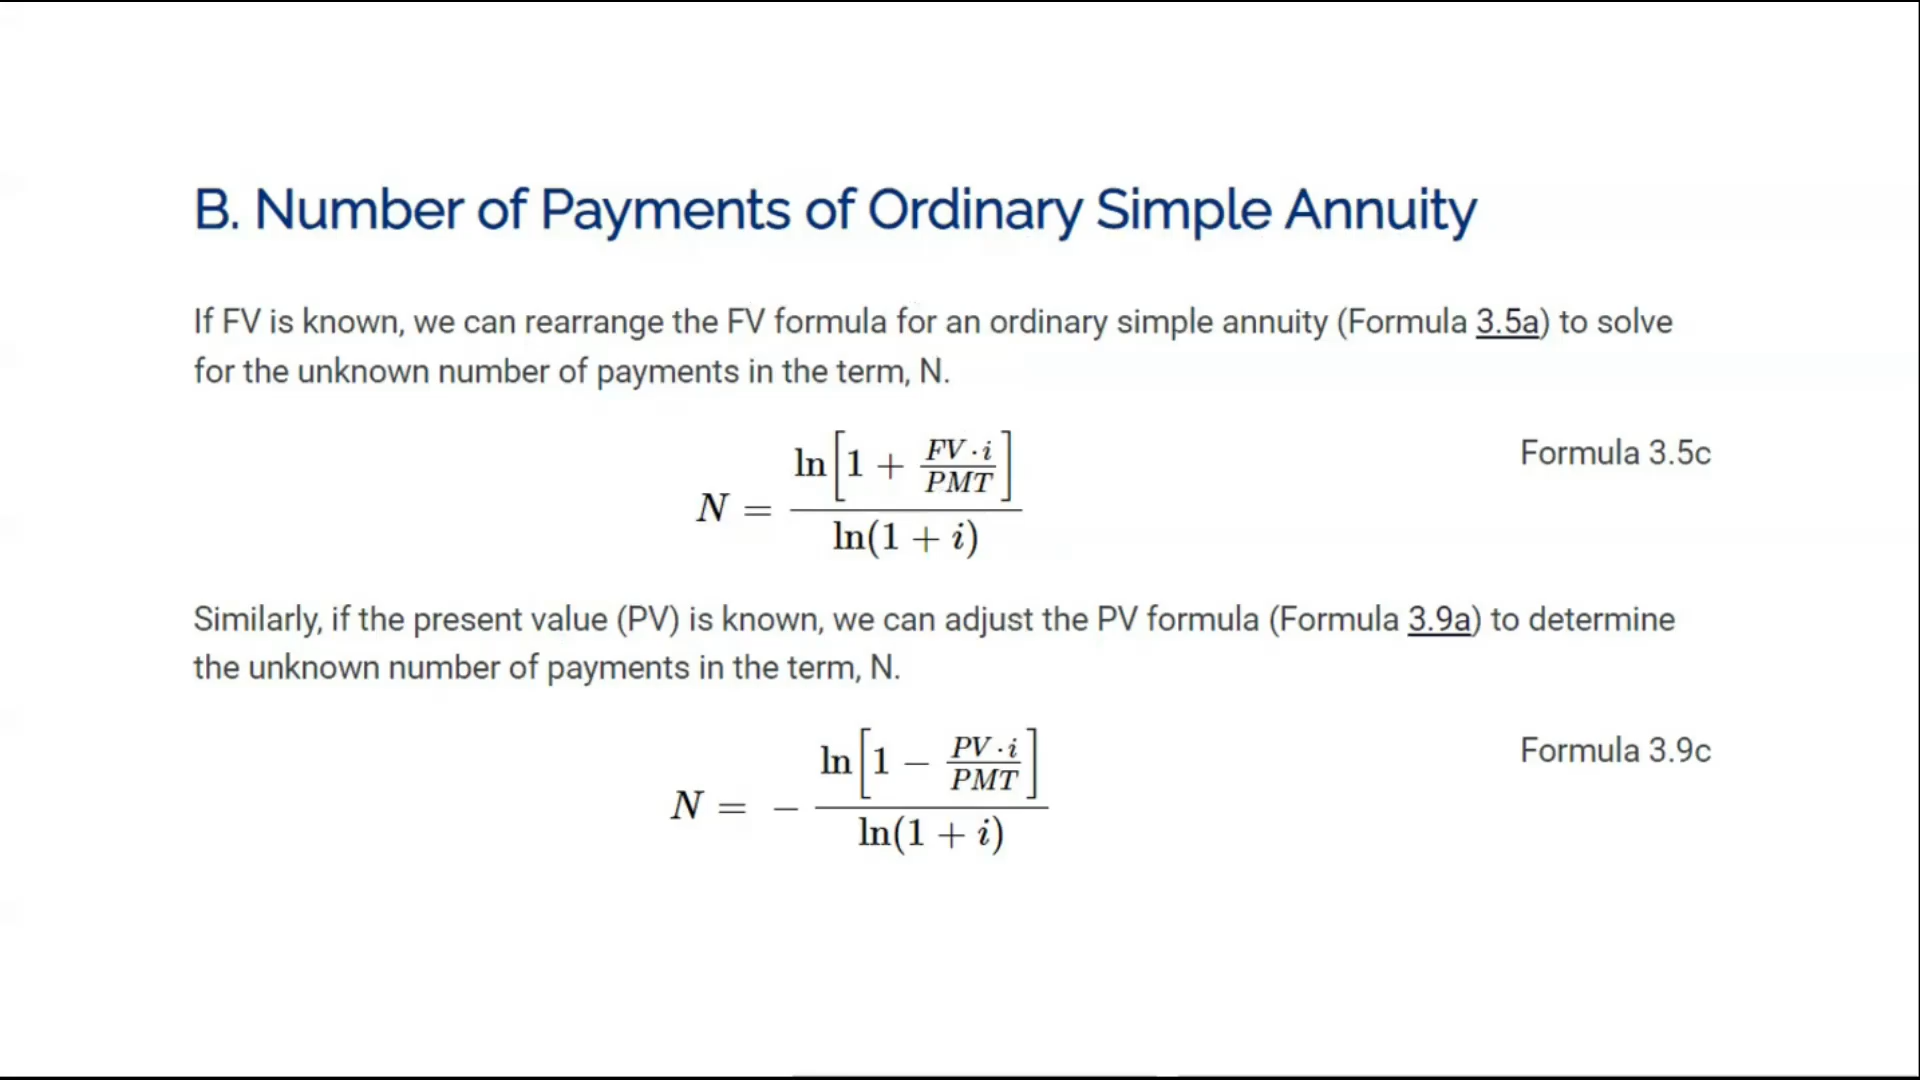 B. Number of Payments of Ordinary Simple Annuity
If FV is known, we can rearrange the FV formula for an ordinary simple annuity (Formula 3.5a) to solve
for the unknown number of payments in the term, N.
N = ln[1 + FV · i / PMT] / ln(1 + i)
Formula 3.5c
Similarly, if the present value (PV) is known, we can adjust the PV formula (Formula 3.9a) to determine
the unknown number of payments in the term, N.
N = − ln[1 − PV · i / PMT] / ln(1 + i)
Formula 3.9c